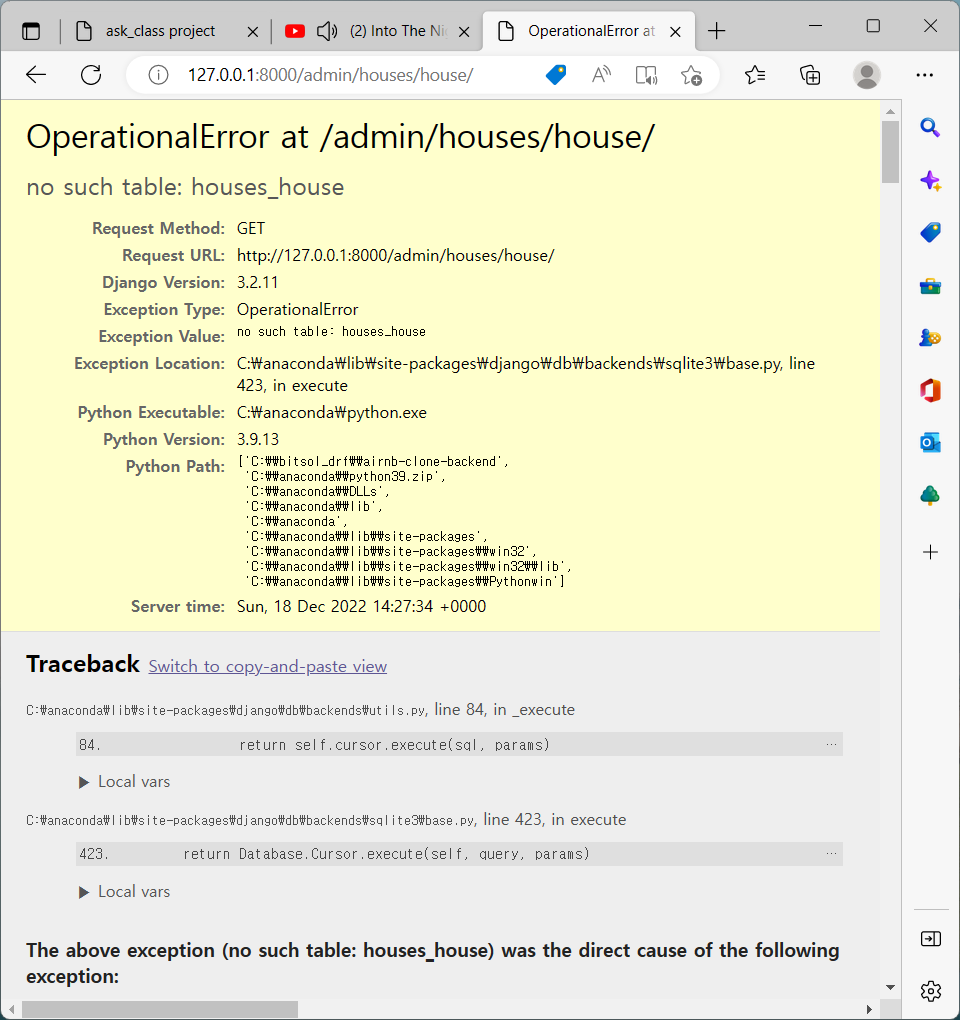 ask_class project
(2) Into The Ni
OperationalError at
127.0.0.1:8000/admin/houses/house/
OperationalError at /admin/houses/house/
no such table: houses_house
Request Method: GET
Request URL: http://127.0.0.1:8000/admin/houses/house/
Django Version: 3.2.11
Exception Type: OperationalError
Exception Value: no such table: houses_house
Exception Location: C:₩anaconda₩lib₩site-packages₩django₩db₩backends₩sqlite3₩base.py, line
423, in execute
Python Executable: C:₩anaconda₩python.exe
Python Version: 3.9.13
Python Path: ['C:₩₩bitsol_drf₩₩airnb-clone-backend',
'C:₩₩anaconda₩₩python39.zip',
'C:₩₩anaconda₩₩DLLs',
'C:₩₩anaconda₩₩lib',
'C:₩₩anaconda',
'C:₩₩anaconda₩₩lib₩₩site-packages',
'C:₩₩anaconda₩₩lib₩₩site-packages₩₩win32',
'C:₩₩anaconda₩₩lib₩₩site-packages₩₩win32₩₩lib',
'C:₩₩anaconda₩₩lib₩₩site-packages₩₩Pythonwin']
Server time: Sun, 18 Dec 2022 14:27:34 +0000
Traceback Switch to copy-and-paste view
C:₩anaconda₩lib₩site-packages₩django₩db₩backends₩utils.py, line 84, in _execute
84. return self.cursor.execute(sql, params) …
▶ Local vars
C:₩anaconda₩lib₩site-packages₩django₩db₩backends₩sqlite3₩base.py, line 423, in execute
423. return Database.Cursor.execute(self, query, params) …
▶ Local vars
The above exception (no such table: houses_house) was the direct cause of the following
exception: